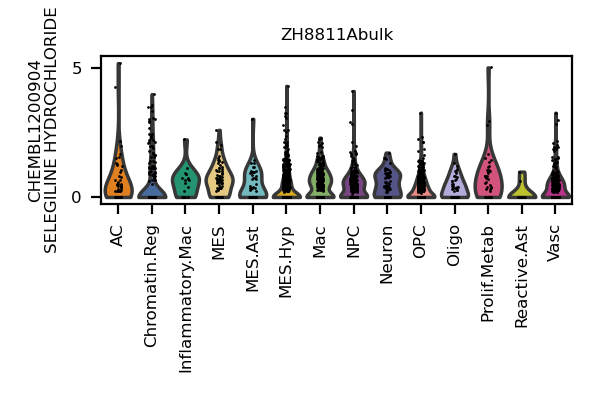 ZH8811Abulk
CHEMBL1200904
SELEGILINE HYDROCHLORIDE
5
0
AC
Chromatin.Reg
Inflammatory.Mac
MES
MES.Ast
MES.Hyp
Mac
NPC
Neuron
OPC
Oligo
Prolif.Metab
Reactive.Ast
Vasc